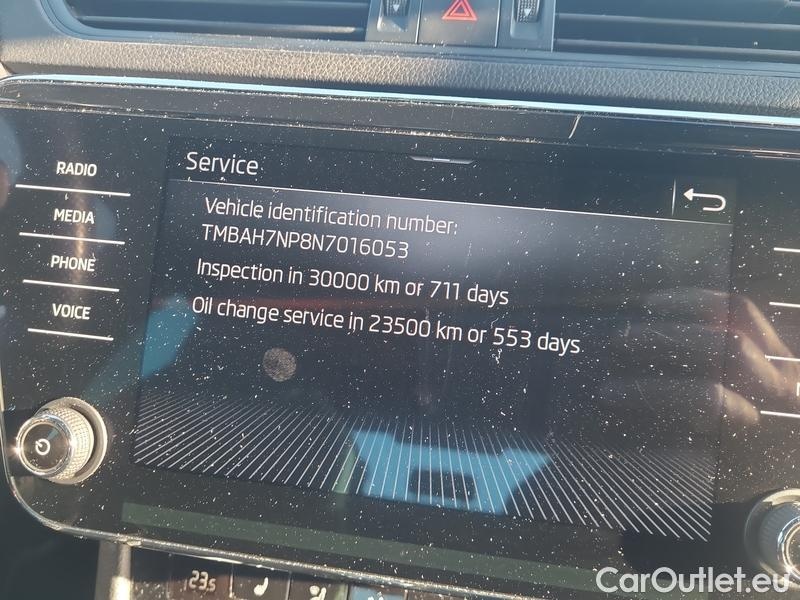 Service
RADIO
MEDIA
PHONE
VOICE
Vehicle identification number:
TMBAH7NP8N7016053
Inspection in 30000 km or 711 days
Oil change service in 23500 km or 553 days
23.5
CarOutlet.eu